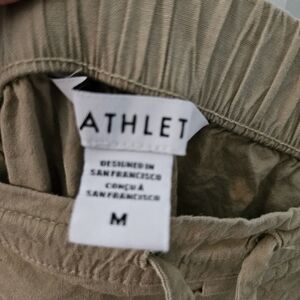 ATHLET
DESIGNED IN
SAN FRANCISCO
CONÇU À
SAN FRANCISCO
M